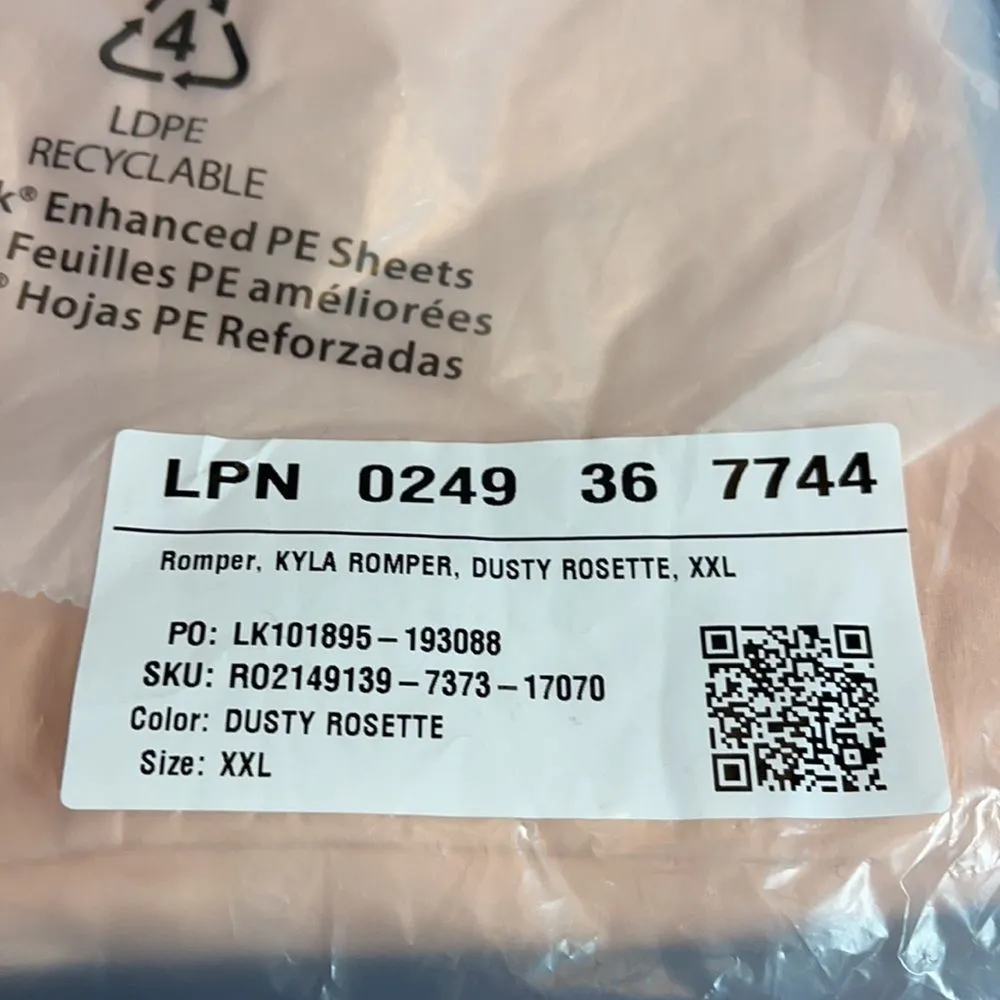 4
LDPE
RECYCLABLE
k® Enhanced PE Sheets
Feuilles PE améliorées
® Hojas PE Reforzadas
LPN 0249 36 7744
Romper, KYLA ROMPER, DUSTY ROSETTE, XXL
PO: LK101895-193088
SKU: RO2149139-7373-17070
Color: DUSTY ROSETTE
Size: XXL